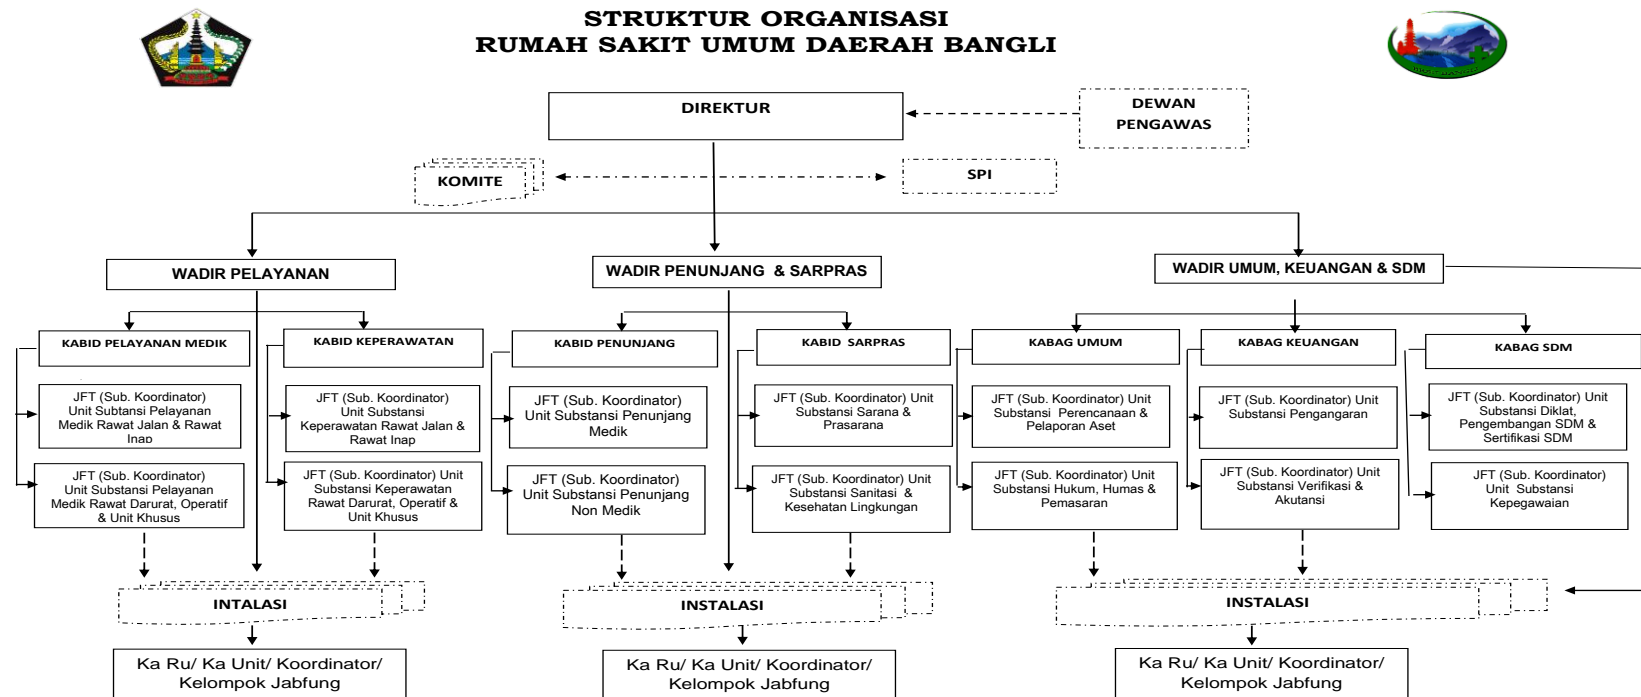 STRUKTUR ORGANISASI
RUMAH SAKIT UMUM DAERAH BANGLI
DIREKTUR
DEWAN
PENGAWAS
KOMITE
SPI
WADIR PELAYANAN
WADIR PENUNJANG & SARPRAS
WADIR UMUM, KEUANGAN & SDM
KABID PELAYANAN MEDIK
KABID KEPERAWATAN
KABID PENUNJANG
KABID SARPRAS
KABAG UMUM
KABAG KEUANGAN
KABAG SDM
JFT (Sub. Koordinator)
Unit Subtansi Pelayanan
Medik Rawat Jalan & Rawat
Inap
JFT (Sub. Koordinator)
Unit Substansi
Keperawatan Rawat Jalan &
Rawat Inap
JFT (Sub. Koordinator)
Unit Substansi Penunjang
Medik
JFT (Sub. Koordinator) Unit
Substansi Sarana &
Prasarana
JFT (Sub. Koordinator) Unit
Substansi Perencanaan &
Pelaporan Aset
JFT (Sub. Koordinator) Unit
Substansi Pengangaran
JFT (Sub. Koordinator) Unit
Substansi Diklat,
Pengembangan SDM &
Sertifikasi SDM
JFT (Sub. Koordinator)
Unit Substansi Pelayanan
Medik Rawat Darurat, Operatif
& Unit Khusus
JFT (Sub. Koordinator) Unit
Substansi Keperawatan
Rawat Darurat, Operatif &
Unit Khusus
JFT (Sub. Koordinator)
Unit Substansi Penunjang
Non Medik
JFT (Sub. Koordinator) Unit
Substansi Sanitasi &
Kesehatan Lingkungan
JFT (Sub. Koordinator) Unit
Substansi Hukum, Humas &
Pemasaran
JFT (Sub. Koordinator) Unit
Substansi Verifikasi &
Akutansi
JFT (Sub. Koordinator)
Unit Substansi
Kepegawaian
INTALASI
INSTALASI
INSTALASI
Ka Ru/ Ka Unit/ Koordinator/
Kelompok Jabfung
Ka Ru/ Ka Unit/ Koordinator/
Kelompok Jabfung
Ka Ru/ Ka Unit/ Koordinator/
Kelompok Jabfung